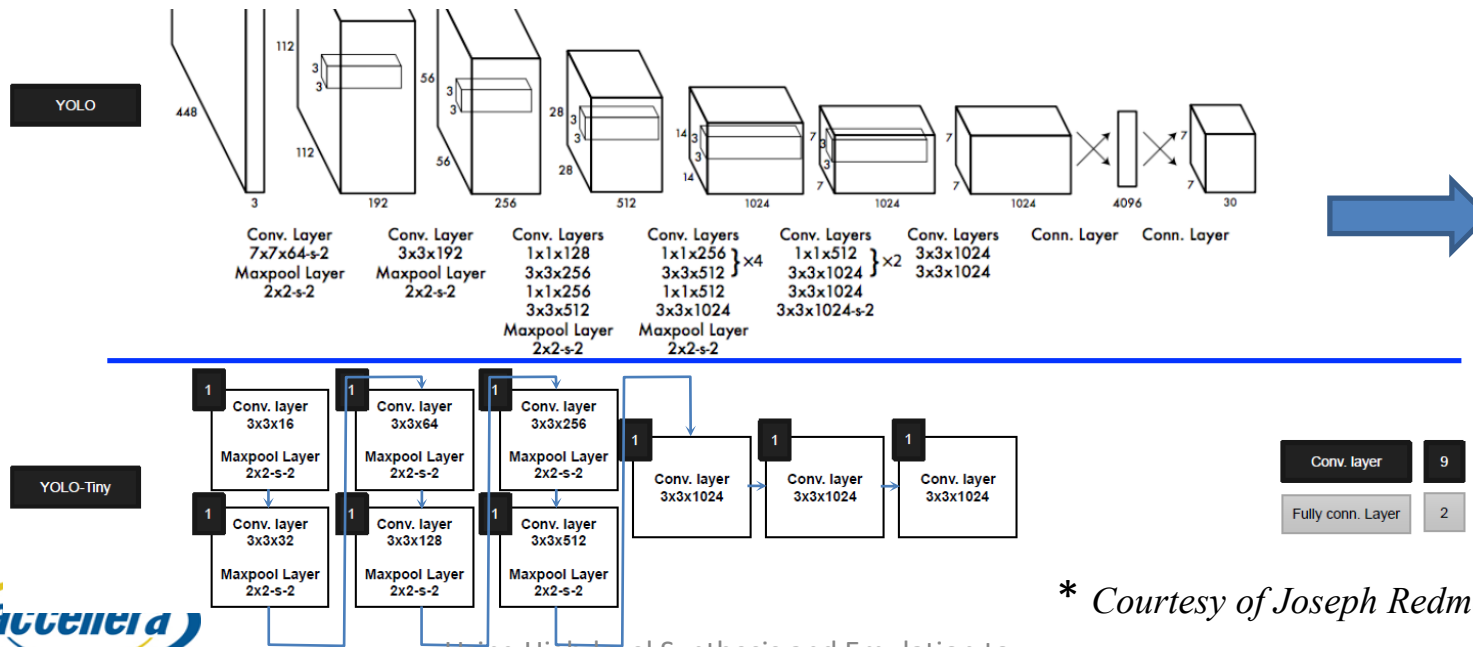 YOLO
448
112
3
3
112
56
3
3
56
28
3
3
28
14
3
3
14
7
3
3
7
7
7
7
7
3
192
256
512
1024
1024
1024
4096
30
Conv. Layer
7x7x64-s-2
Maxpool Layer
2x2-s-2
Conv. Layer
3x3x192
Maxpool Layer
2x2-s-2
Conv. Layers
1x1x128
3x3x256
1x1x256
3x3x512
Maxpool Layer
2x2-s-2
Conv. Layers
1x1x256
3x3x512 }×4
1x1x512
3x3x1024
Maxpool Layer
2x2-s-2
Conv. Layers
1x1x512
3x3x1024 }×2
3x3x1024
3x3x1024-s-2
Conv. Layers
3x3x1024
3x3x1024
Conn. Layer
Conn. Layer
YOLO-Tiny
1
Conv. layer
3x3x16
Maxpool Layer
2x2-s-2
1
Conv. layer
3x3x32
Maxpool Layer
2x2-s-2
1
Conv. layer
3x3x64
Maxpool Layer
2x2-s-2
1
Conv. layer
3x3x128
Maxpool Layer
2x2-s-2
1
Conv. layer
3x3x256
Maxpool Layer
2x2-s-2
1
Conv. layer
3x3x512
Maxpool Layer
2x2-s-2
1
Conv. layer
3x3x1024
1
Conv. layer
3x3x1024
1
Conv. layer
3x3x1024
Conv. layer 9
Fully conn. Layer 2
* Courtesy of Joseph Redm
accellera
Using High Level Synthesis and Emulation to